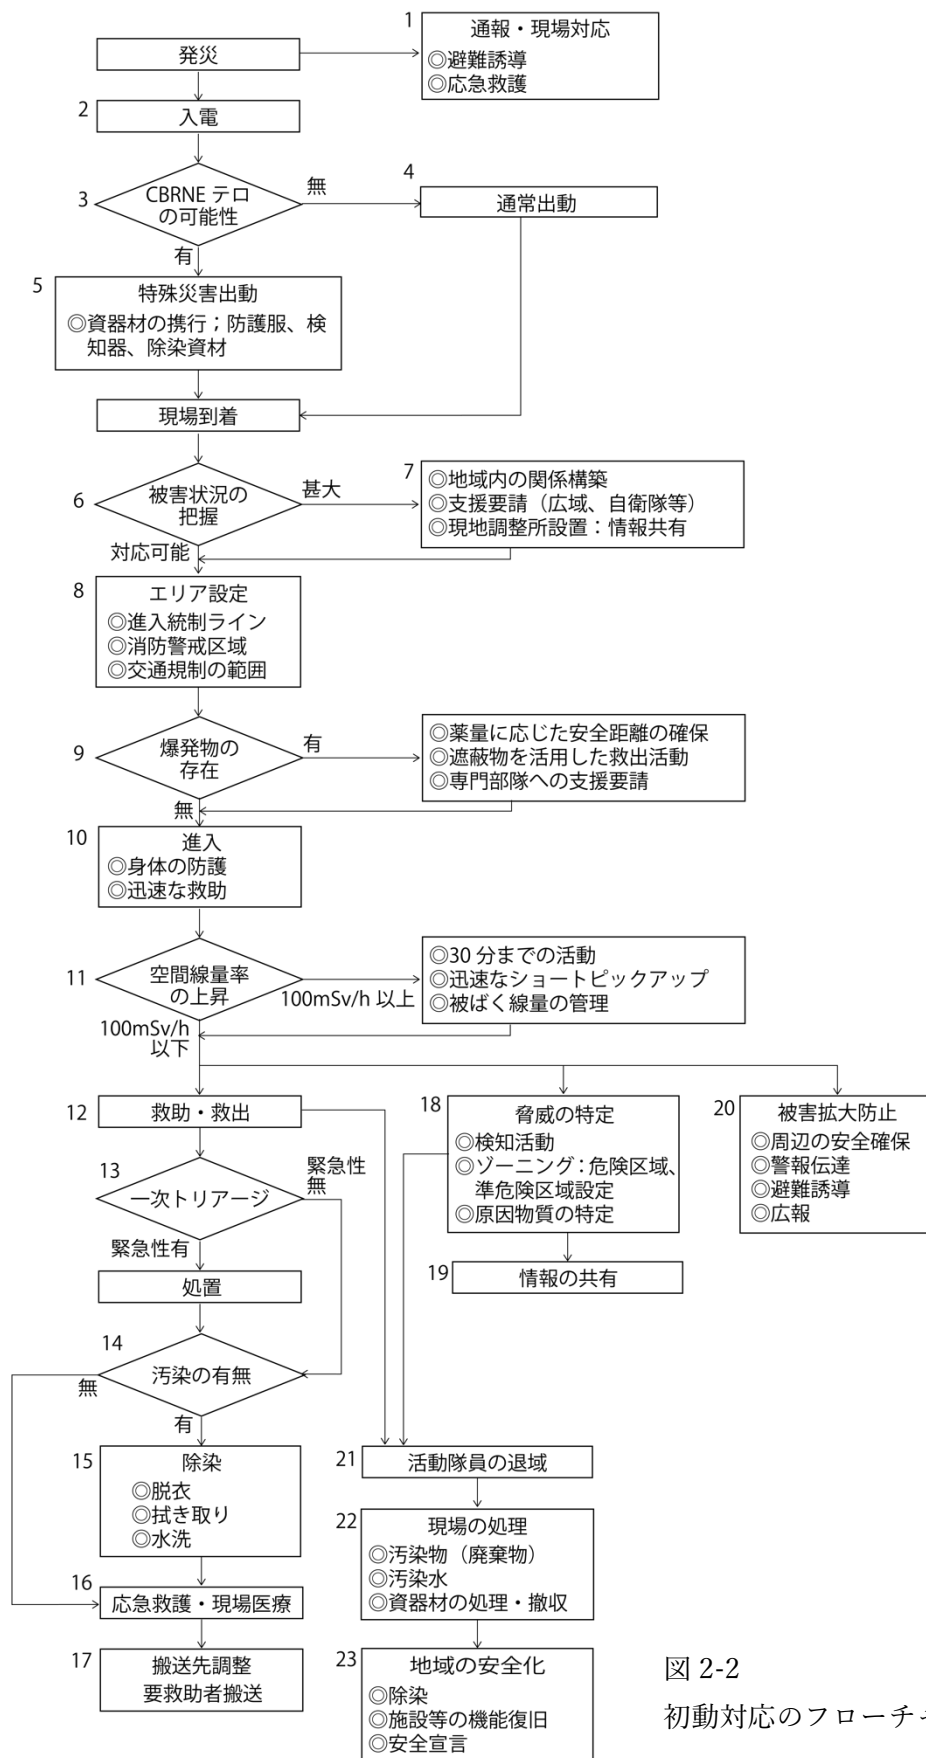 発災
1
通報・現場対応
◎避難誘導
◎応急救護
2
入電
3
CBRNE テロ
の可能性
無
有
4
通常出動
5
特殊災害出動
◎資器材の携行；防護服、検
知器、除染資材
現場到着
6
被害状況の
把握
甚大
対応可能
7
◎地域内の関係構築
◎支援要請（広域、自衛隊等）
◎現地調整所設置：情報共有
8
エリア設定
◎進入統制ライン
◎消防警戒区域
◎交通規制の範囲
9
爆発物の
存在
有
無
◎薬量に応じた安全距離の確保
◎遮蔽物を活用した救出活動
◎専門部隊への支援要請
10
進入
◎身体の防護
◎迅速な救助
11
空間線量率
の上昇
100mSv/h 以上
100mSv/h
以下
◎30 分までの活動
◎迅速なショートピックアップ
◎被ばく線量の管理
12
救助・救出
13
一次トリアージ
緊急性
無
緊急性有
処置
14
汚染の有無
無
有
15
除染
◎脱衣
◎拭き取り
◎水洗
16
応急救護・現場医療
17
搬送先調整
要救助者搬送
18
脅威の特定
◎検知活動
◎ゾーニング：危険区域、
準危険区域設定
◎原因物質の特定
19
情報の共有
20
被害拡大防止
◎周辺の安全確保
◎警報伝達
◎避難誘導
◎広報
21
活動隊員の退域
22
現場の処理
◎汚染物（廃棄物）
◎汚染水
◎資器材の処理・撤収
23
地域の安全化
◎除染
◎施設等の機能復旧
◎安全宣言
図 2-2
初動対応のフローチ